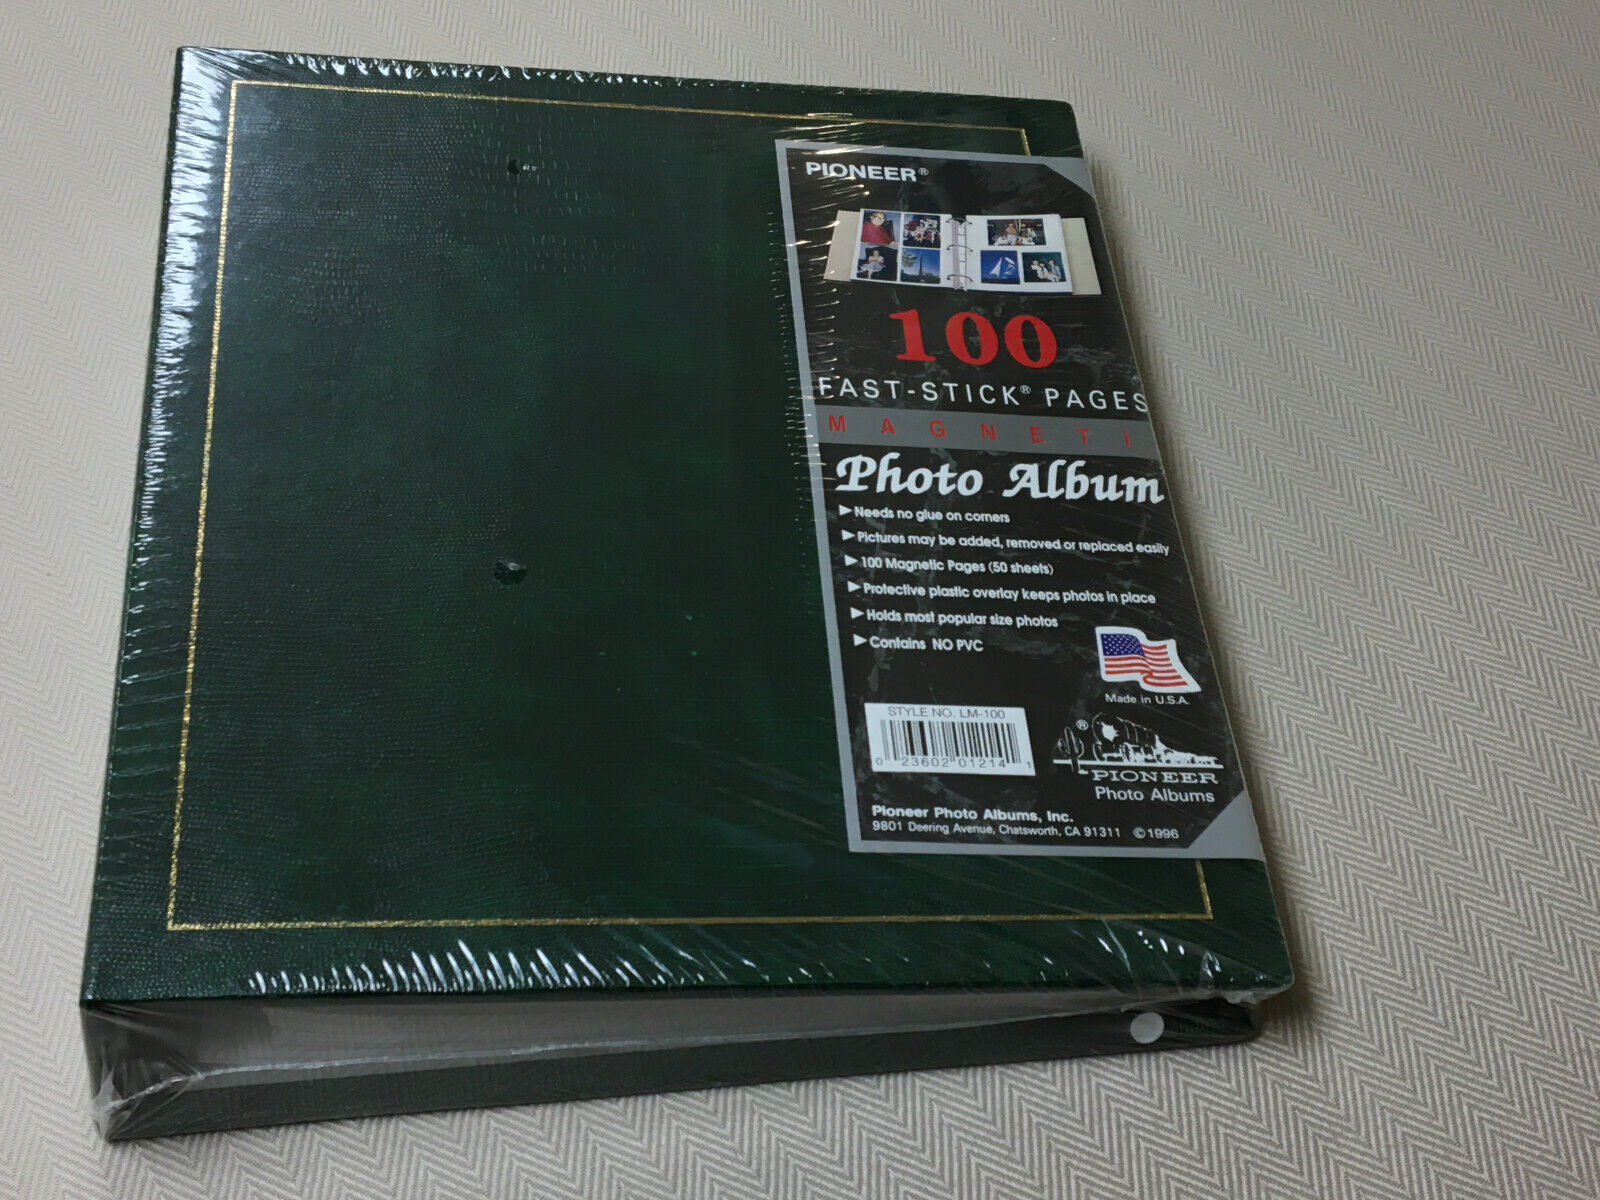 PIONEER®
100
FAST-STICK® PAGES
MAGNETI
Photo Album
Needs no glue on corners
Pictures may be added, removed or replaced easily
100 Magnetic Pages (50 sheets)
Protective plastic overlay keeps photos in place
Holds most popular size photos
Contains NO PVC
Made in U.S.A.
STYLE NO. LM-100
0 23602 01214 1
®
PIONEER
Photo Albums
Pioneer Photo Albums, Inc.
9801 Deering Avenue, Chatsworth, CA 91311 ©1996